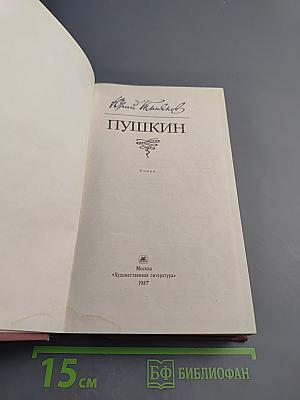 Юрий Тынянов
ПУШКИН
Роман
Москва
«Художественная литература»
1987
15 см
БФ БИБЛИОФАН